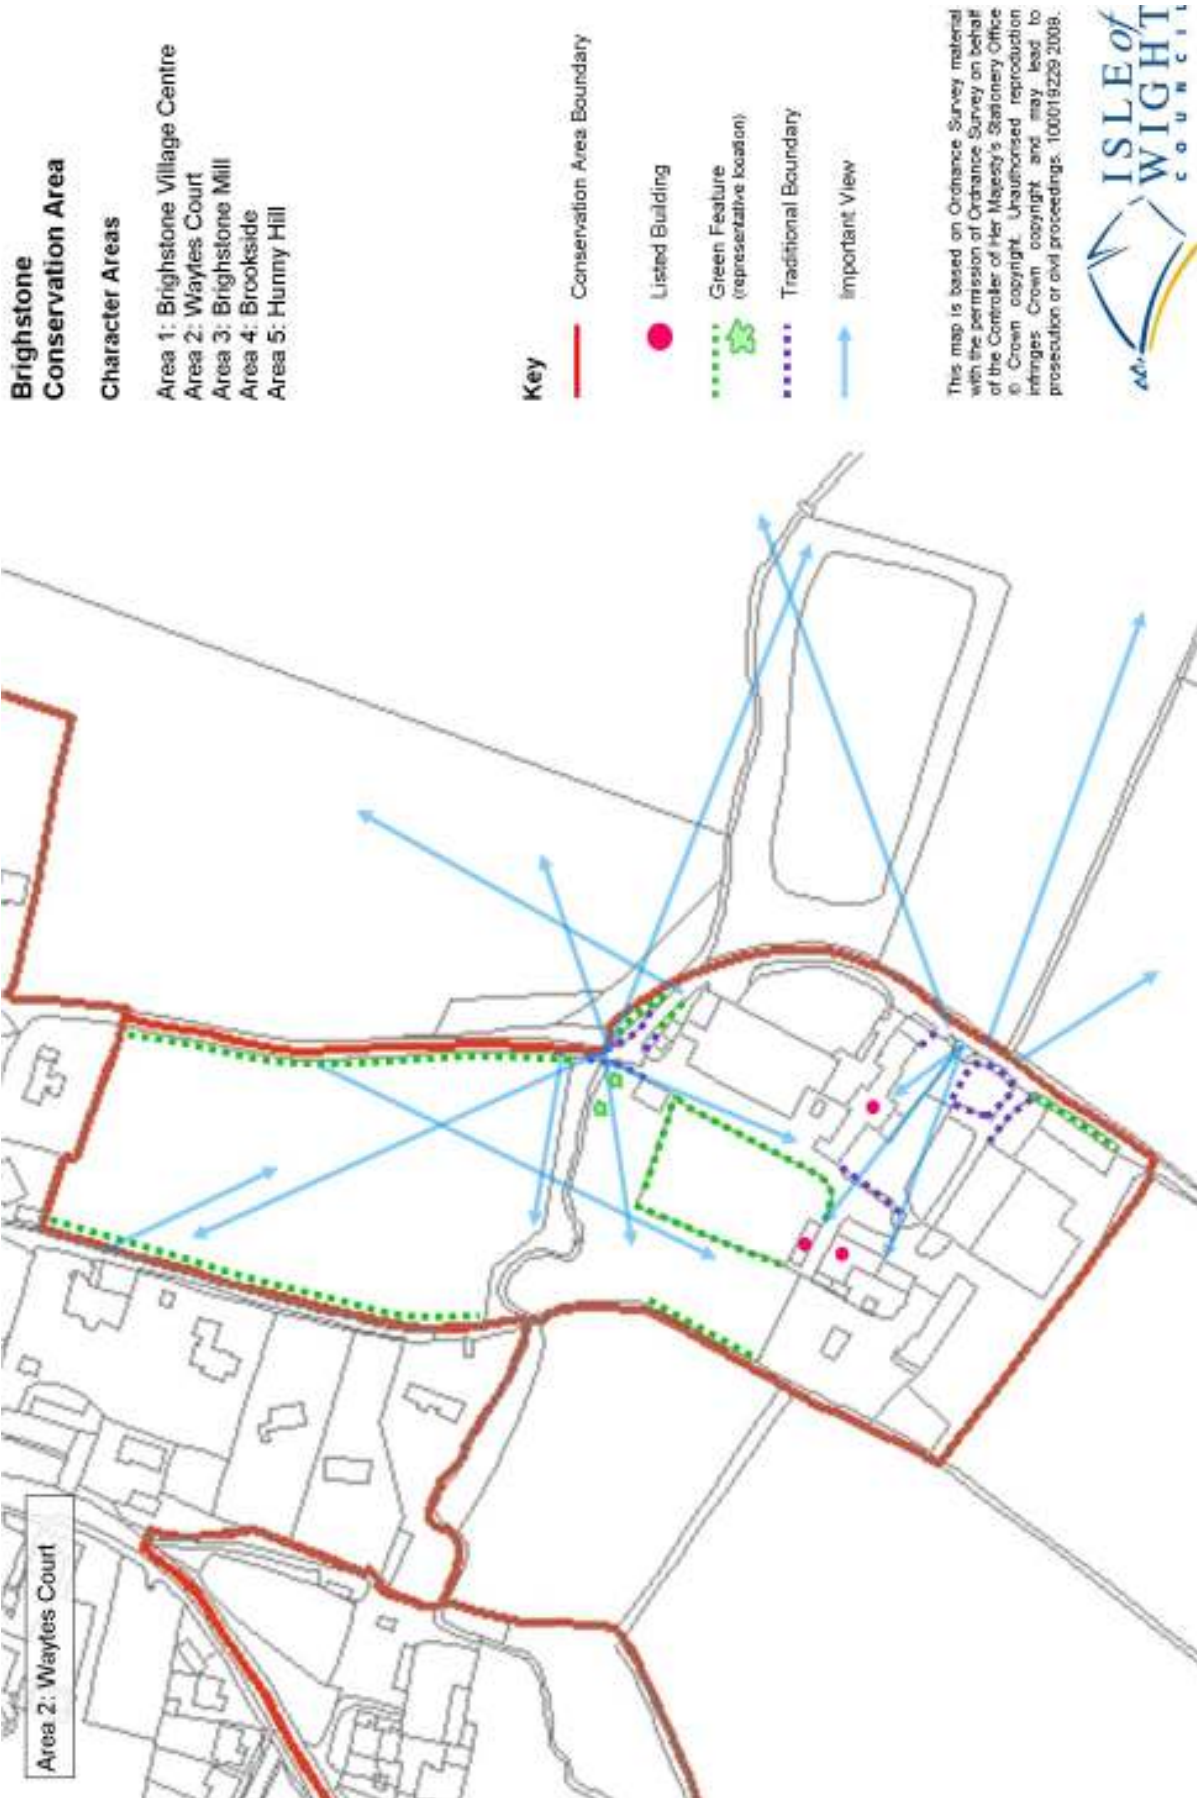 Area 2: Waytes Court
Brighstone
Conservation Area
Character Areas
Area 1: Brighstone Village Centre
Area 2: Waytes Court
Area 3: Brighstone Mill
Area 4: Brookside
Area 5: Hunny Hill
Key
Conservation Area Boundary
Listed Building
Green Feature
(representative location)
Traditional Boundary
Important View
This map is based on Ordnance Survey material
with the permission of Ordnance Survey on behalf
of the Controller of Her Majesty's Stationery Office
© Crown copyright. Unauthorised reproduction
infringes Crown copyright and may lead to
prosecution or civil proceedings. 100019229 2009.
ISLE of
WIGHT
COUNCIL